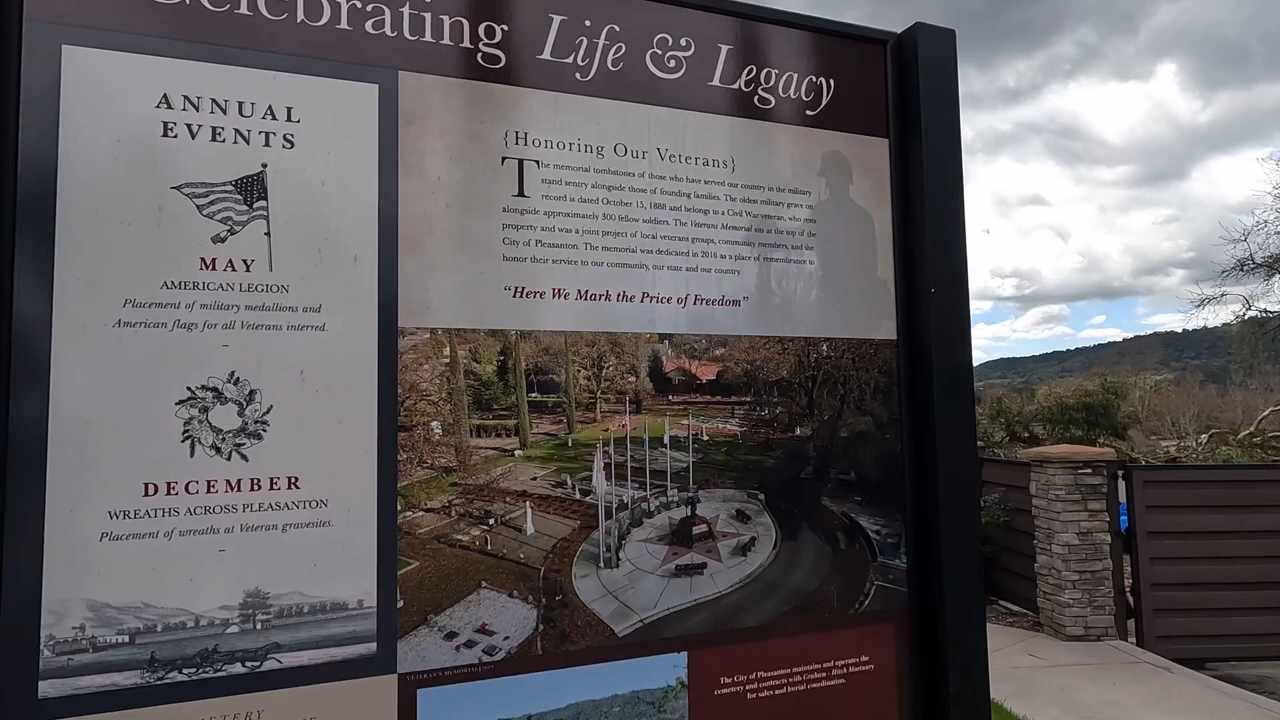 Celebrating Life & Legacy
ANNUAL
EVENTS
MAY
AMERICAN LEGION
Placement of military medallions and
American flags for all Veterans interred.
DECEMBER
WREATHS ACROSS PLEASANTON
Placement of wreaths at Veteran gravesites.
{Honoring Our Veterans}
The memorial tombstones of those who have served our country in the military
stand sentry alongside those of founding families. The oldest military grave on
record is dated October 15, 1888 and belongs to a Civil War veteran, who rests
alongside approximately 300 fellow soldiers. The Veterans Memorial sits at the top of the
property and was a joint project of local veterans groups, community members, and the
City of Pleasanton. The memorial was dedicated in 2016 as a place of remembrance to
honor their service to our community, our state and our country.
“Here We Mark the Price of Freedom”
VETERAN'S MEMORIAL
The City of Pleasanton maintains and operates the
cemetery and contracts with Graham - Hitch Mortuary
for sales and burial coordination.